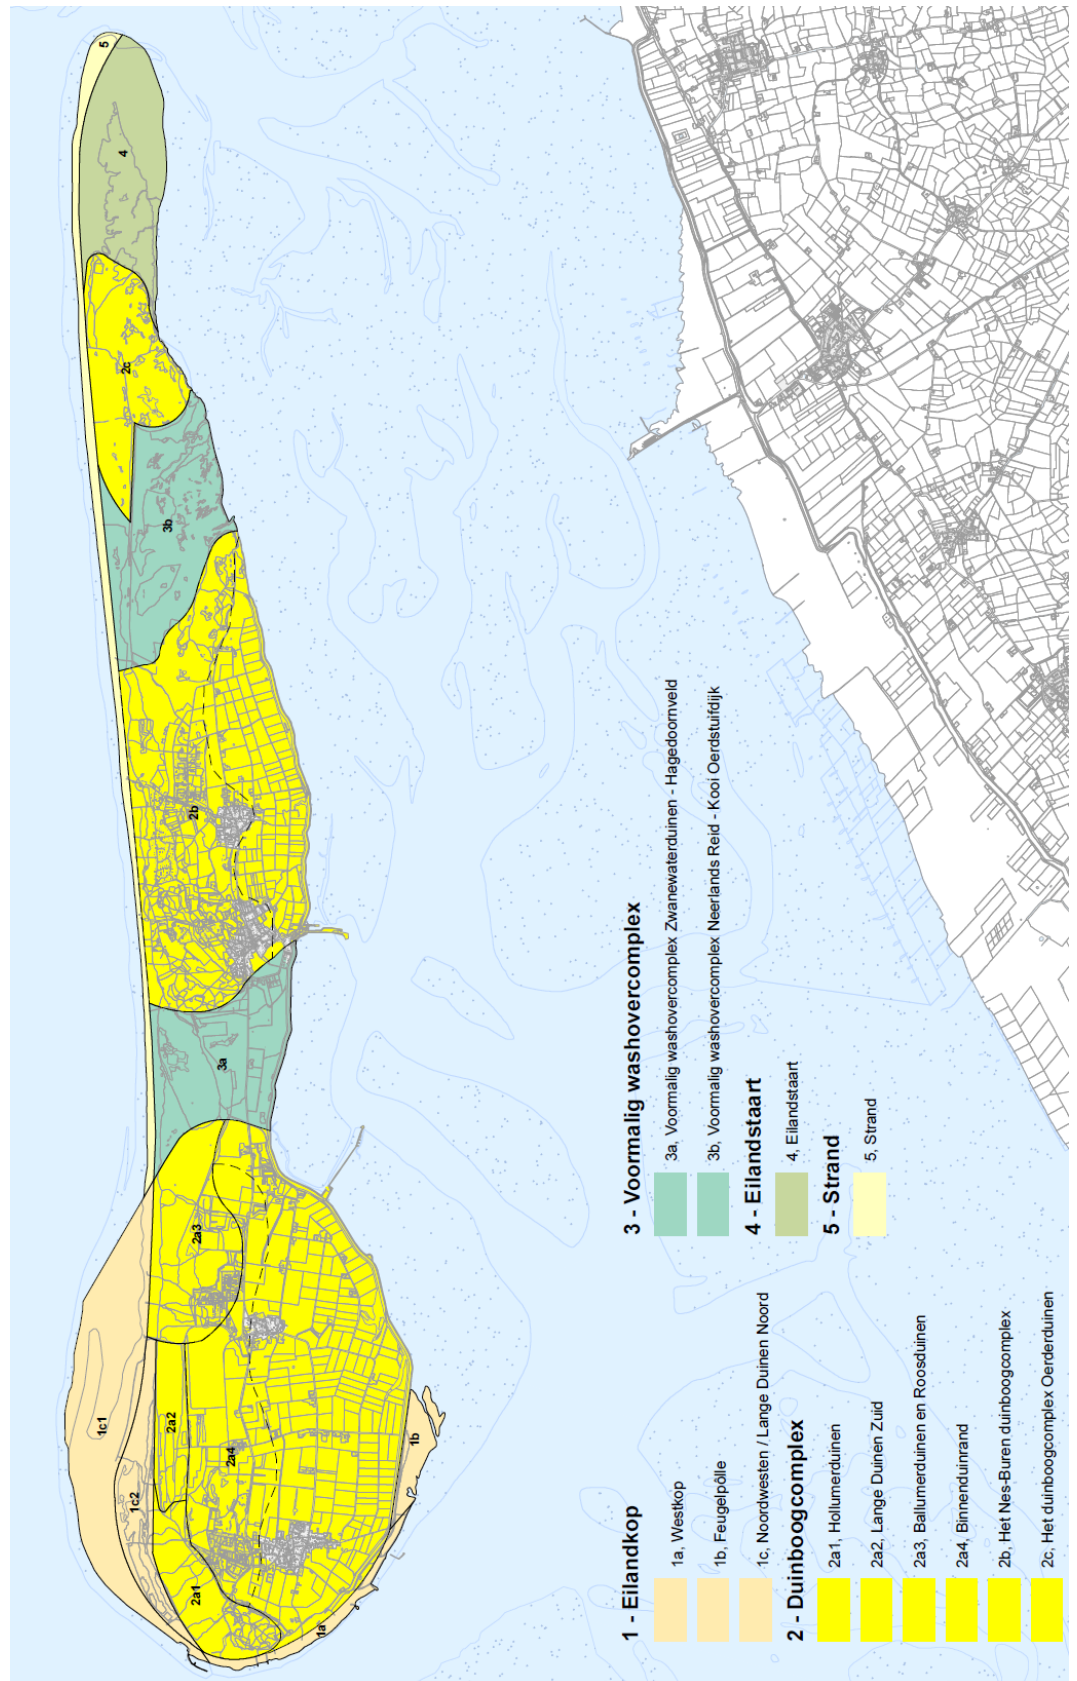 1c1
1c2
2a1
2a2
2a3
2a4
1a
1b
3a
2b
3b
2c
4
5
1 - Eilandkop
1a, Westkop
1b, Feugelpôlle
1c, Noordwesten / Lange Duinen Noord
2 - Duinboogcomplex
2a1, Hollumerduinen
2a2, Lange Duinen Zuid
2a3, Ballumerduinen en Roosduinen
2a4, Binnenduinrand
2b, Het Nes-Buren duinboogcomplex
2c, Het duinboogcomplex Oerderduinen
3 - Voormalig washovercomplex
3a, Voormalig washovercomplex Zwanewaterduinen - Hagedoornveld
3b, Voormalig washovercomplex Neerlands Reid - Kooi Oerdstuifdijk
4 - Eilandstaart
4, Eilandstaart
5 - Strand
5, Strand